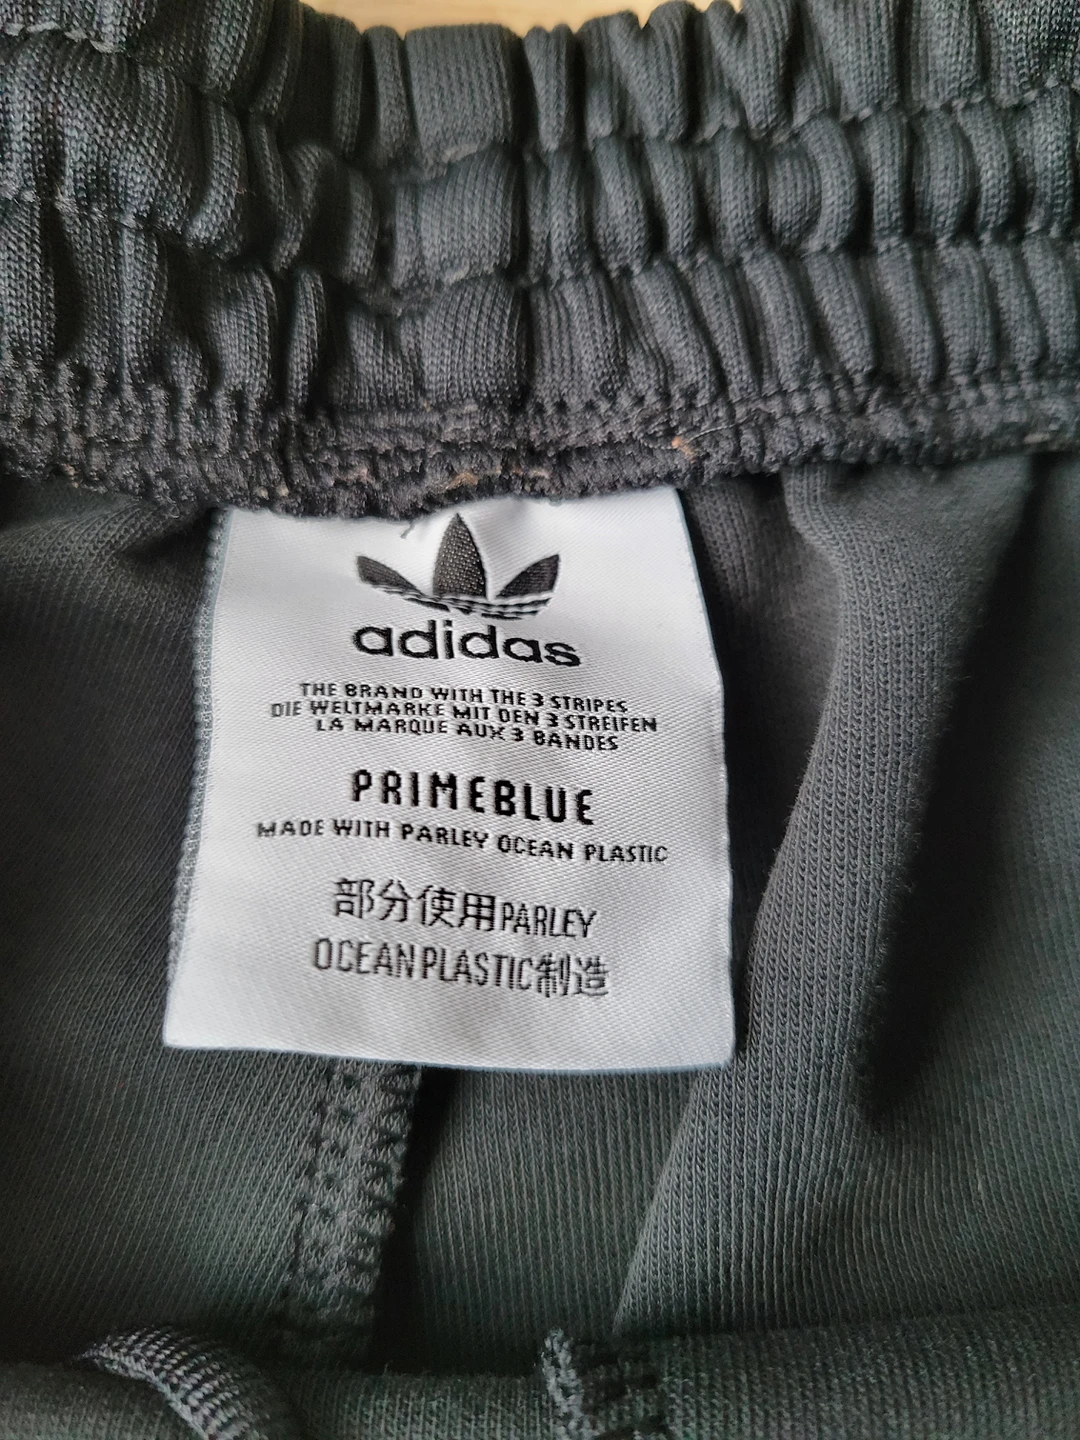 adidas
THE BRAND WITH THE 3 STRIPES
DIE WELTMARKE MIT DEN 3 STREIFEN
LA MARQUE AUX 3 BANDES
PRIMEBLUE
MADE WITH PARLEY OCEAN PLASTIC
部分使用PARLEY
OCEAN PLASTIC制造